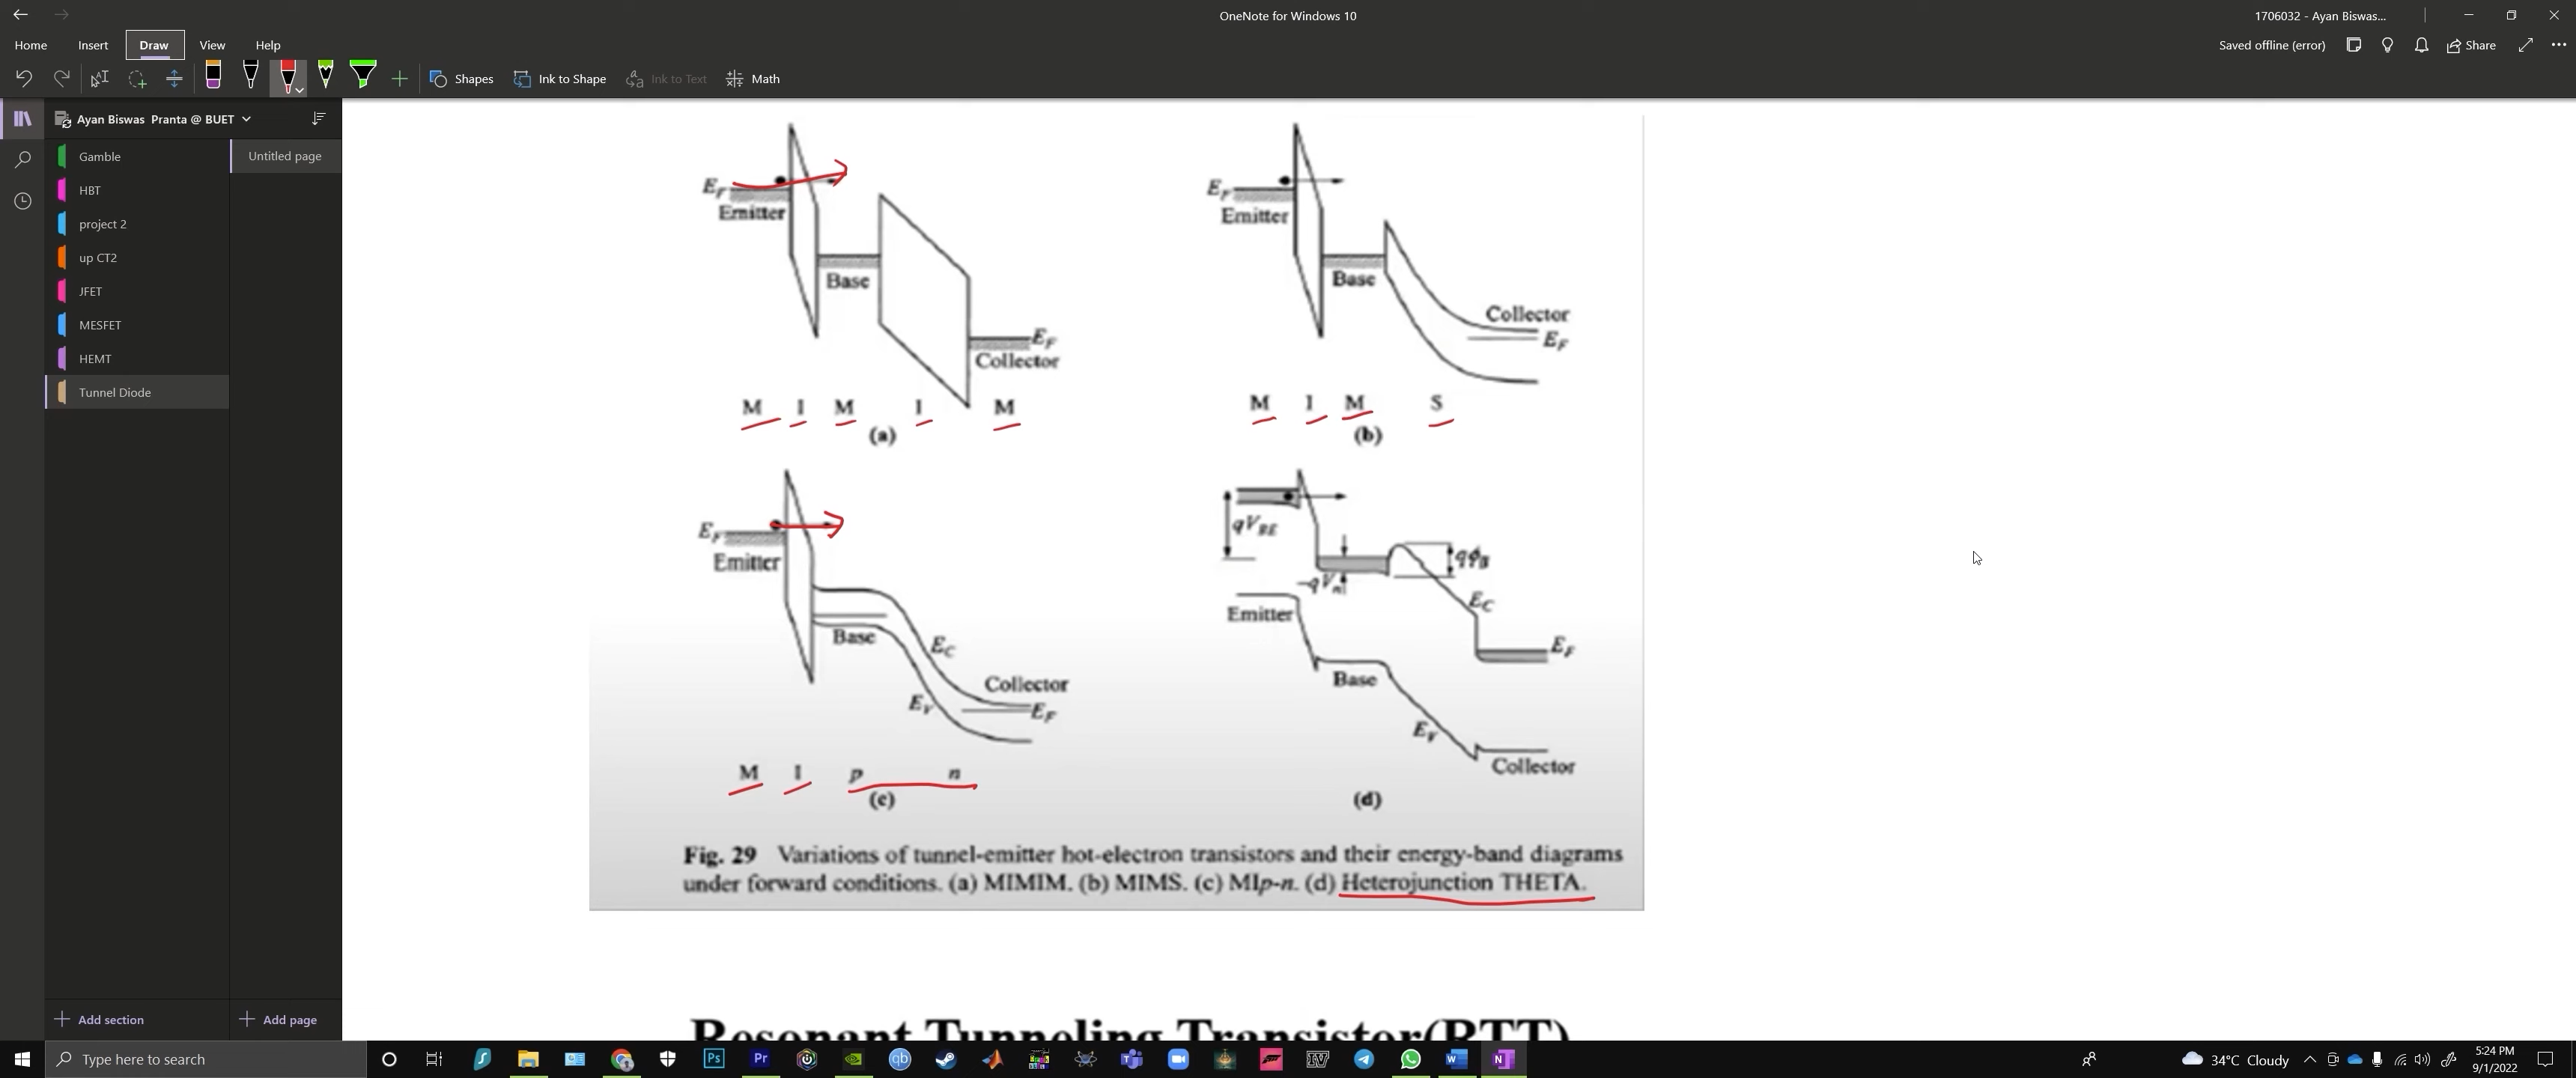 OneNote for Windows 10
1706032 - Ayan Biswas...
Home Insert Draw View Help
Saved offline (error)
Share
Shapes
Ink to Shape
Ink to Text
Math
Ayan Biswas Pranta @ BUET
Gamble
HBT
project 2
up CT2
JFET
MESFET
HEMT
Tunnel Diode
Untitled page
Add section
Add page
E_F
Emitter
Base
E_F
Collector
M I M I M
(a)
E_F
Emitter
Base
Collector
E_F
M I M S
(b)
E_F
Emitter
Base
E_C
Collector
E_V
E_F
M I p n
(c)
qV_BE
qϕ_B
-qV_n
E_C
Emitter
E_F
Base
E_V
Collector
(d)
Fig. 29 Variations of tunnel-emitter hot-electron transistors and their energy-band diagrams
under forward conditions. (a) MIMIM. (b) MIMS. (c) MIp-n. (d) Heterojunction THETA.
Resonant Tunneling Transistor(RTT)
Type here to search
34°C Cloudy
5:24 PM
9/1/2022